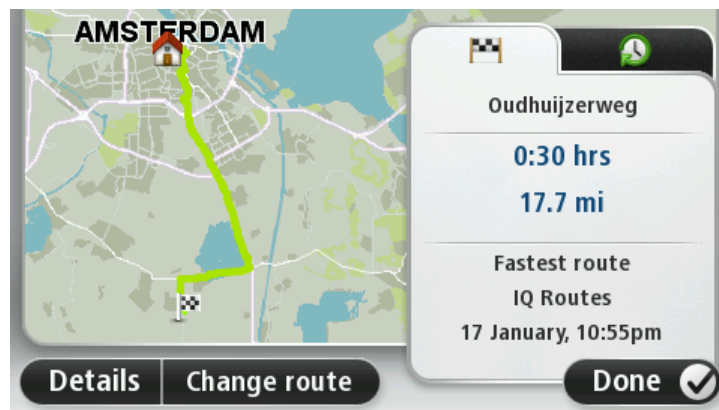 AMSTERDAM
Oudhuijzerweg
0:30 hrs
17.7 mi
Fastest route
IQ Routes
17 January, 10:55pm
Details
Change route
Done